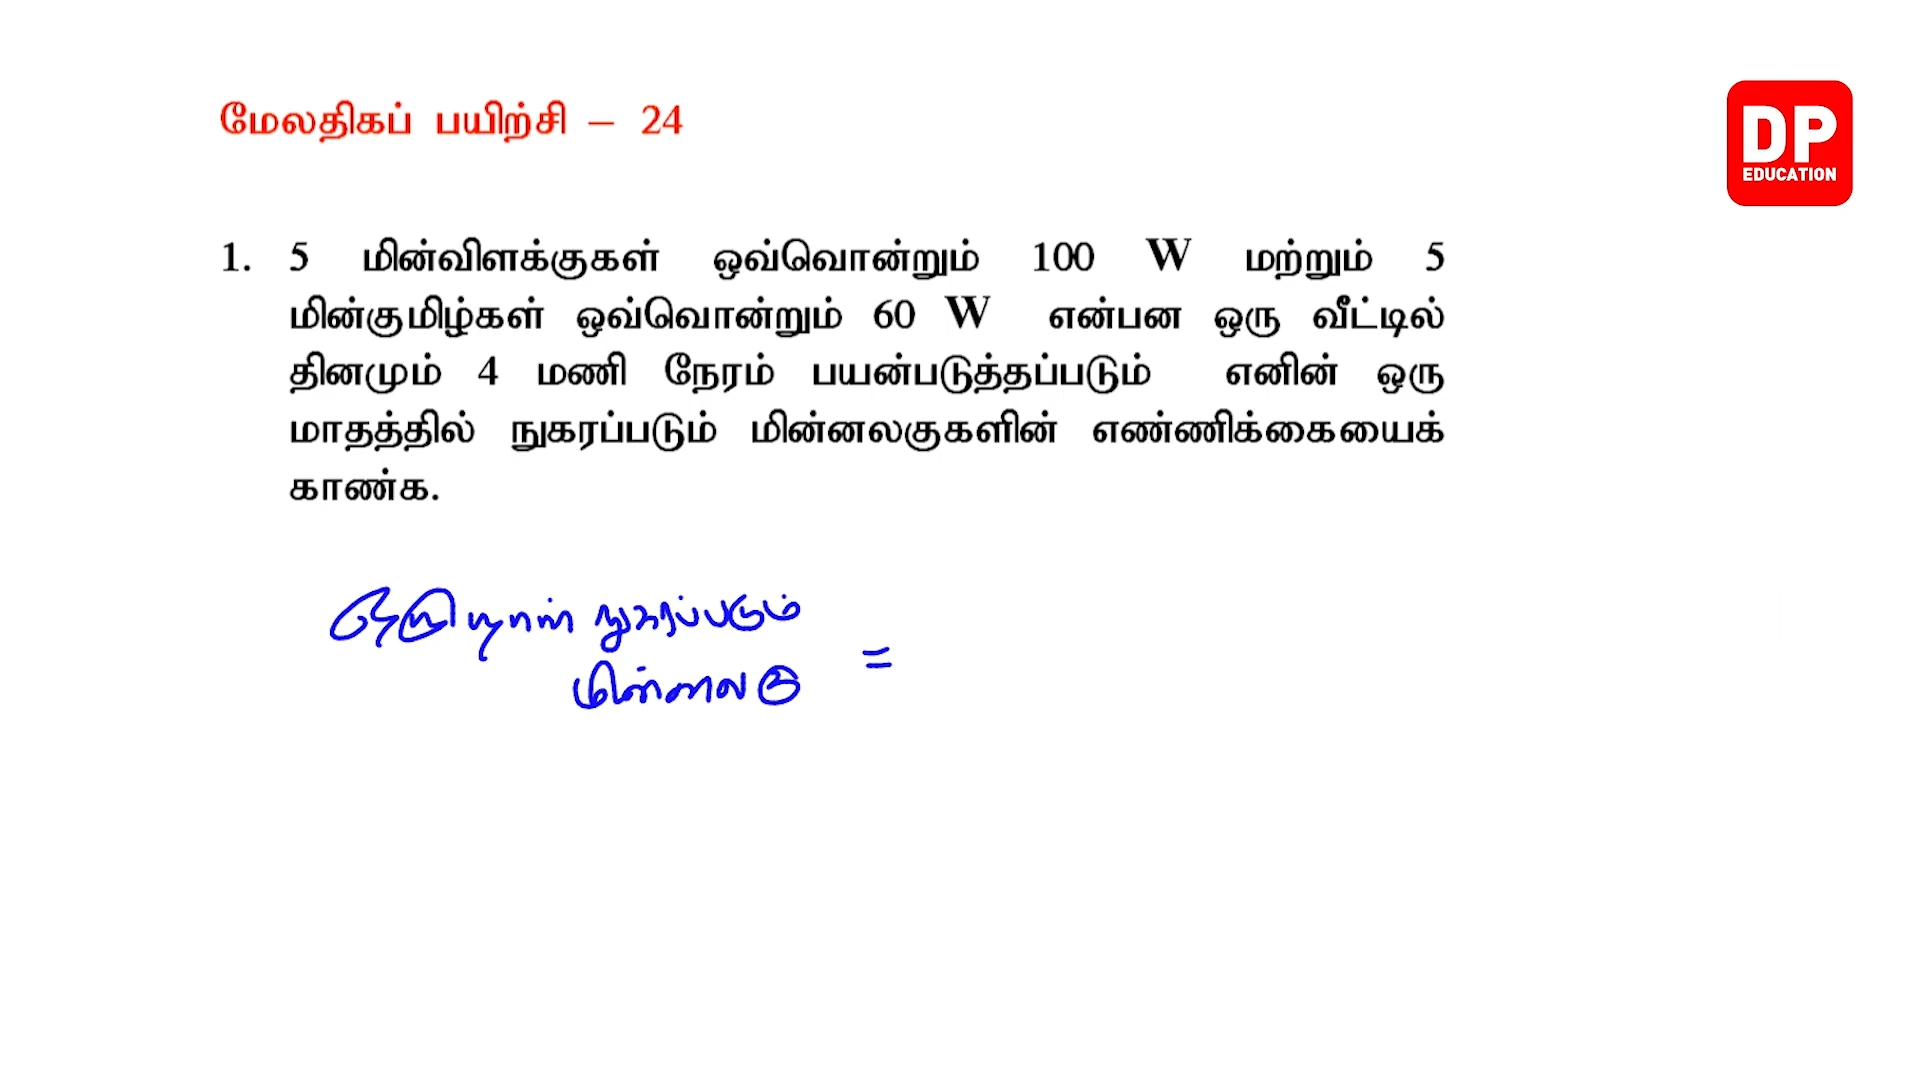 மேலதிகப் பயிற்சி – 24
DP
EDUCATION
1. 5 மின்விளக்குகள் ஒவ்வொன்றும் 100 W மற்றும் 5
மின்குமிழ்கள் ஒவ்வொன்றும் 60 W என்பன ஒரு வீட்டில்
தினமும் 4 மணி நேரம் பயன்படுத்தப்படும் எனின் ஒரு
மாதத்தில் நுகரப்படும் மின்னலகுகளின் எண்ணிக்கையைக்
காண்க.
நாள் நுகரப்படும்
மின்னலகு =